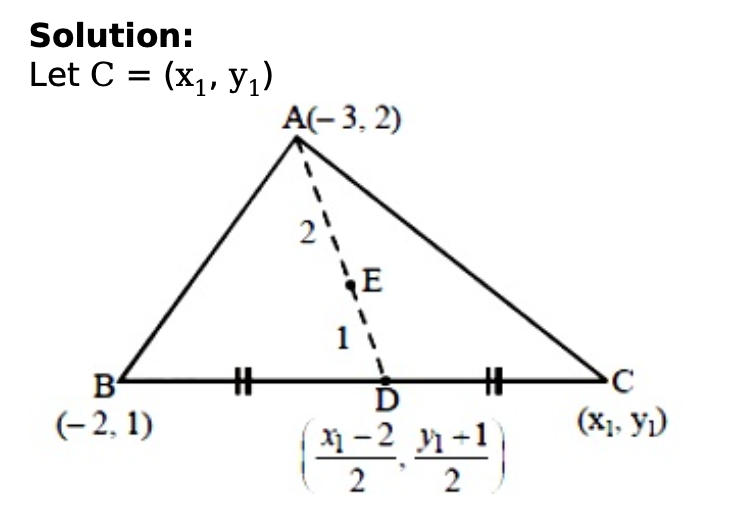 Solution:
Let C = (x₁, y₁)
A(– 3, 2)
2
E
1
B
D
C
(– 2, 1)
(x₁, y₁)
(x₁ – 2 / 2, y₁ + 1 / 2)